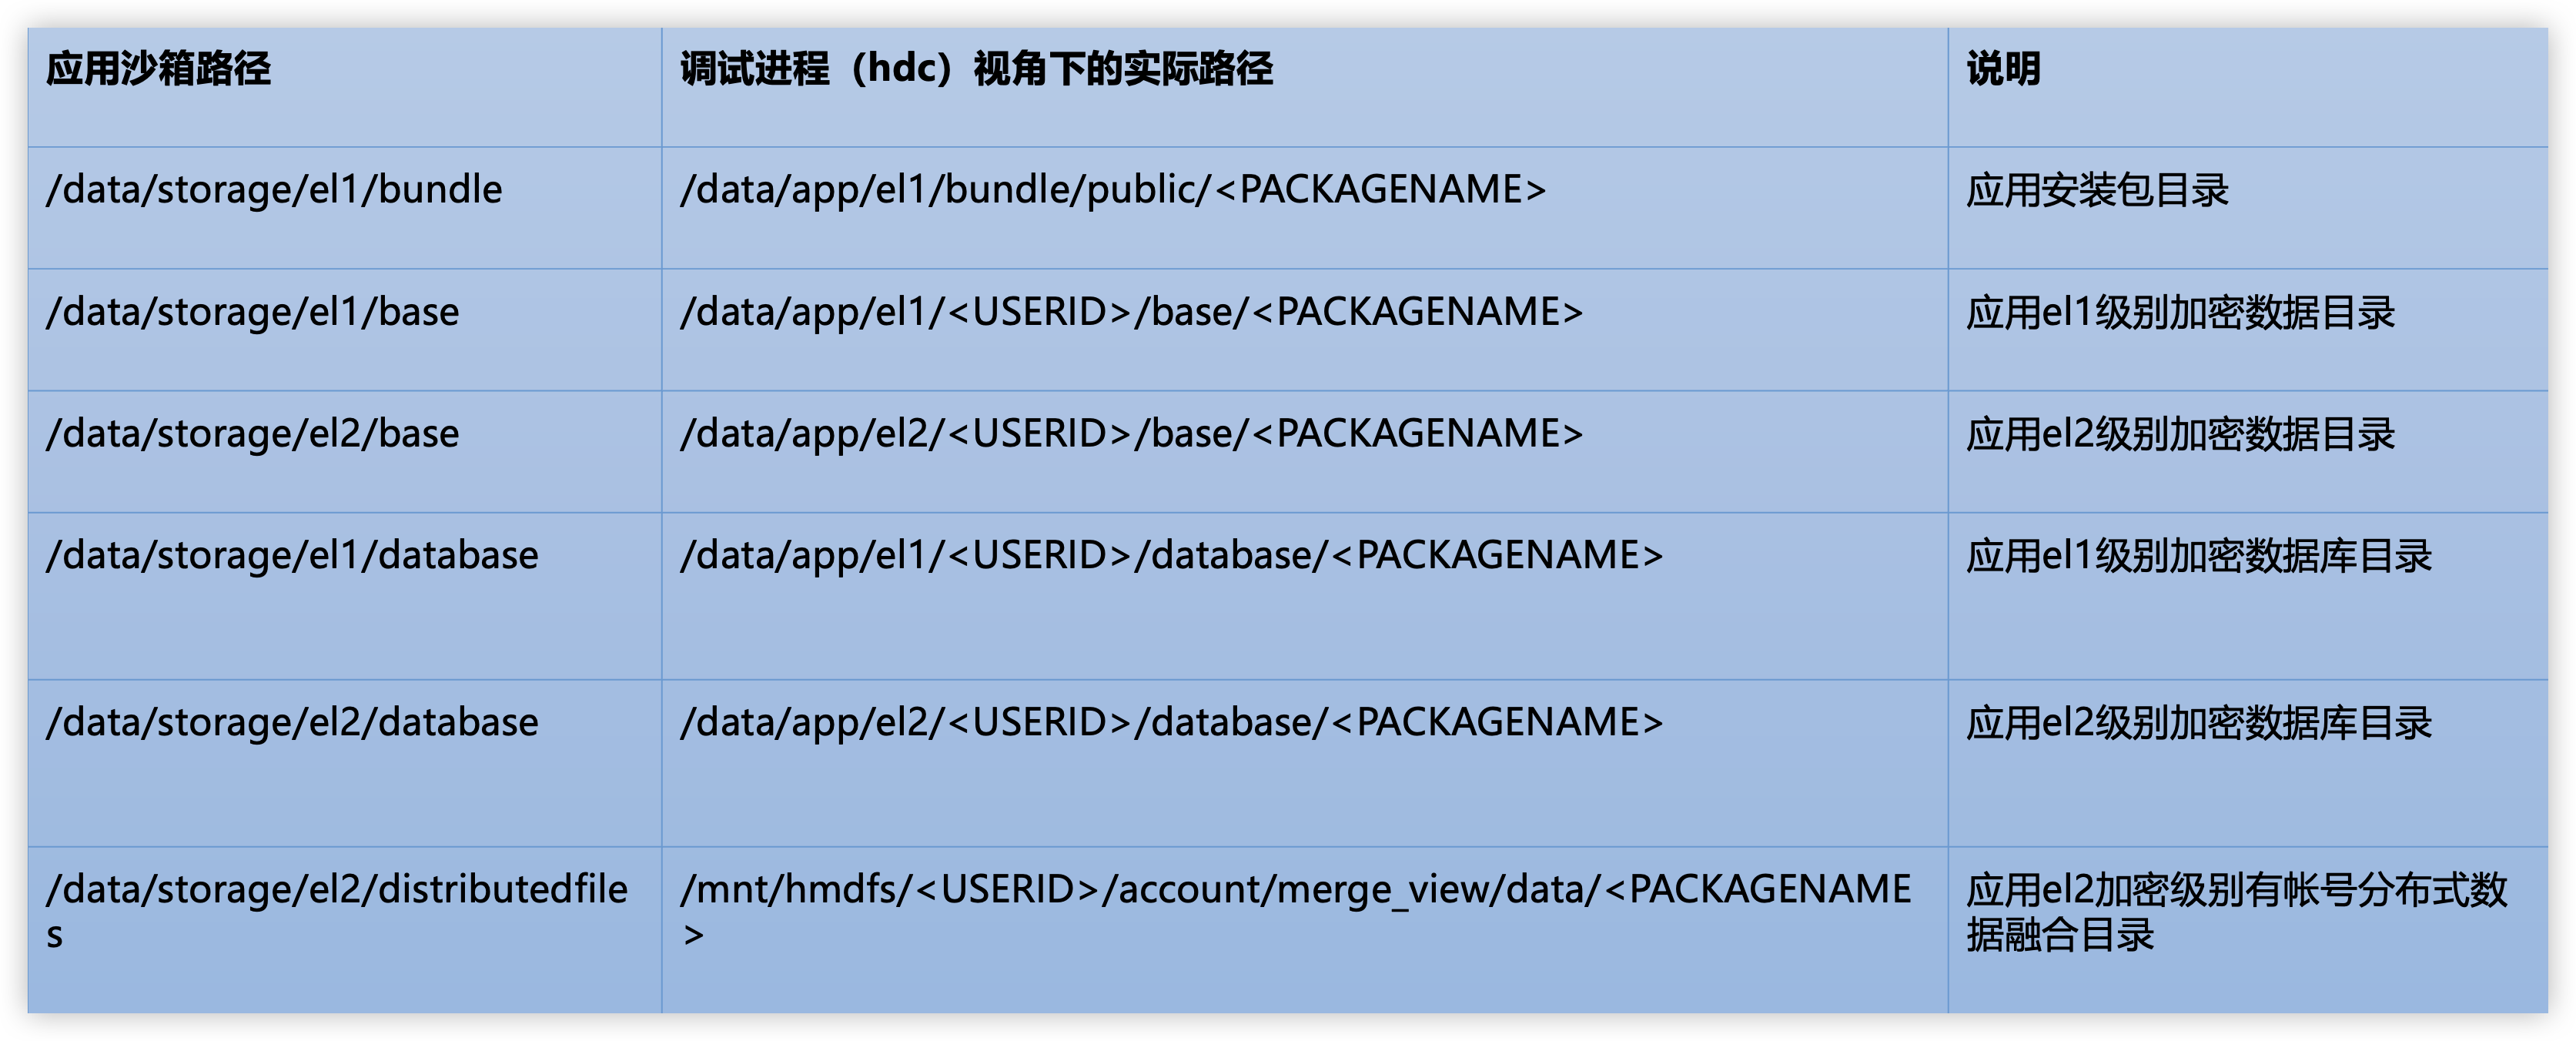 应用沙箱路径
调试进程（hdc）视角下的实际路径
说明
/data/storage/el1/bundle
/data/app/el1/bundle/public/<PACKAGENAME>
应用安装包目录
/data/storage/el1/base
/data/app/el1/<USERID>/base/<PACKAGENAME>
应用el1级别加密数据目录
/data/storage/el2/base
/data/app/el2/<USERID>/base/<PACKAGENAME>
应用el2级别加密数据目录
/data/storage/el1/database
/data/app/el1/<USERID>/database/<PACKAGENAME>
应用el1级别加密数据库目录
/data/storage/el2/database
/data/app/el2/<USERID>/database/<PACKAGENAME>
应用el2级别加密数据库目录
/data/storage/el2/distributedfile
s
/mnt/hmdfs/<USERID>/account/merge_view/data/<PACKAGENAME
>
应用el2加密级别有帐号分布式数
据融合目录